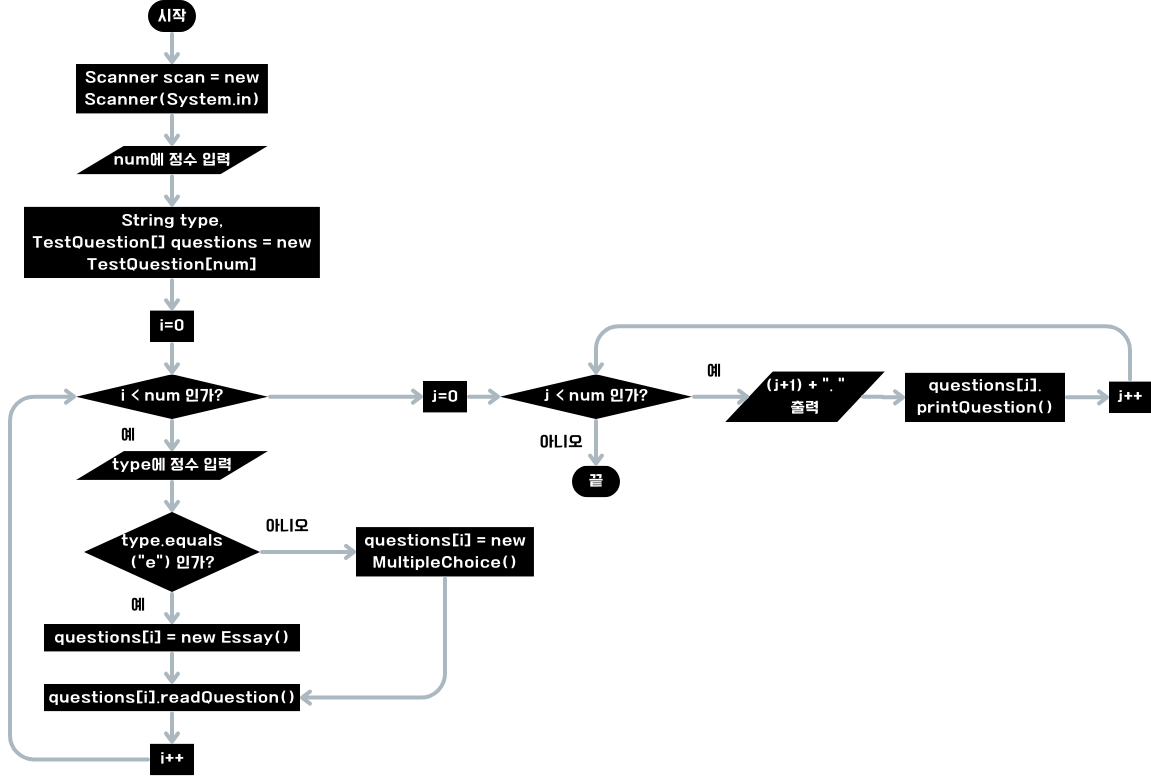 시작
Scanner scan = new
Scanner(System.in)
num에 정수 입력
String type,
TestQuestion[] questions = new
TestQuestion[num]
i=0
i < num 인가?
예
type에 정수 입력
type.equals
("e") 인가?
아니오
questions[i] = new
MultipleChoice()
예
questions[i] = new Essay()
questions[i].readQuestion()
i++
j=0
j < num 인가?
예
(j+1) + ". "
출력
questions[j].
printQuestion()
j++
아니오
끝